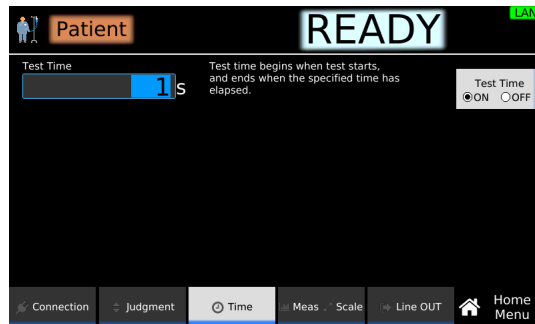 Patient
READY
LAN
Test Time
Test time begins when test starts,
and ends when the specified time has
elapsed.
1 s
Test Time
ON OFF
Connection
Judgment
Time
Meas / Scale
Line OUT
Home
Menu